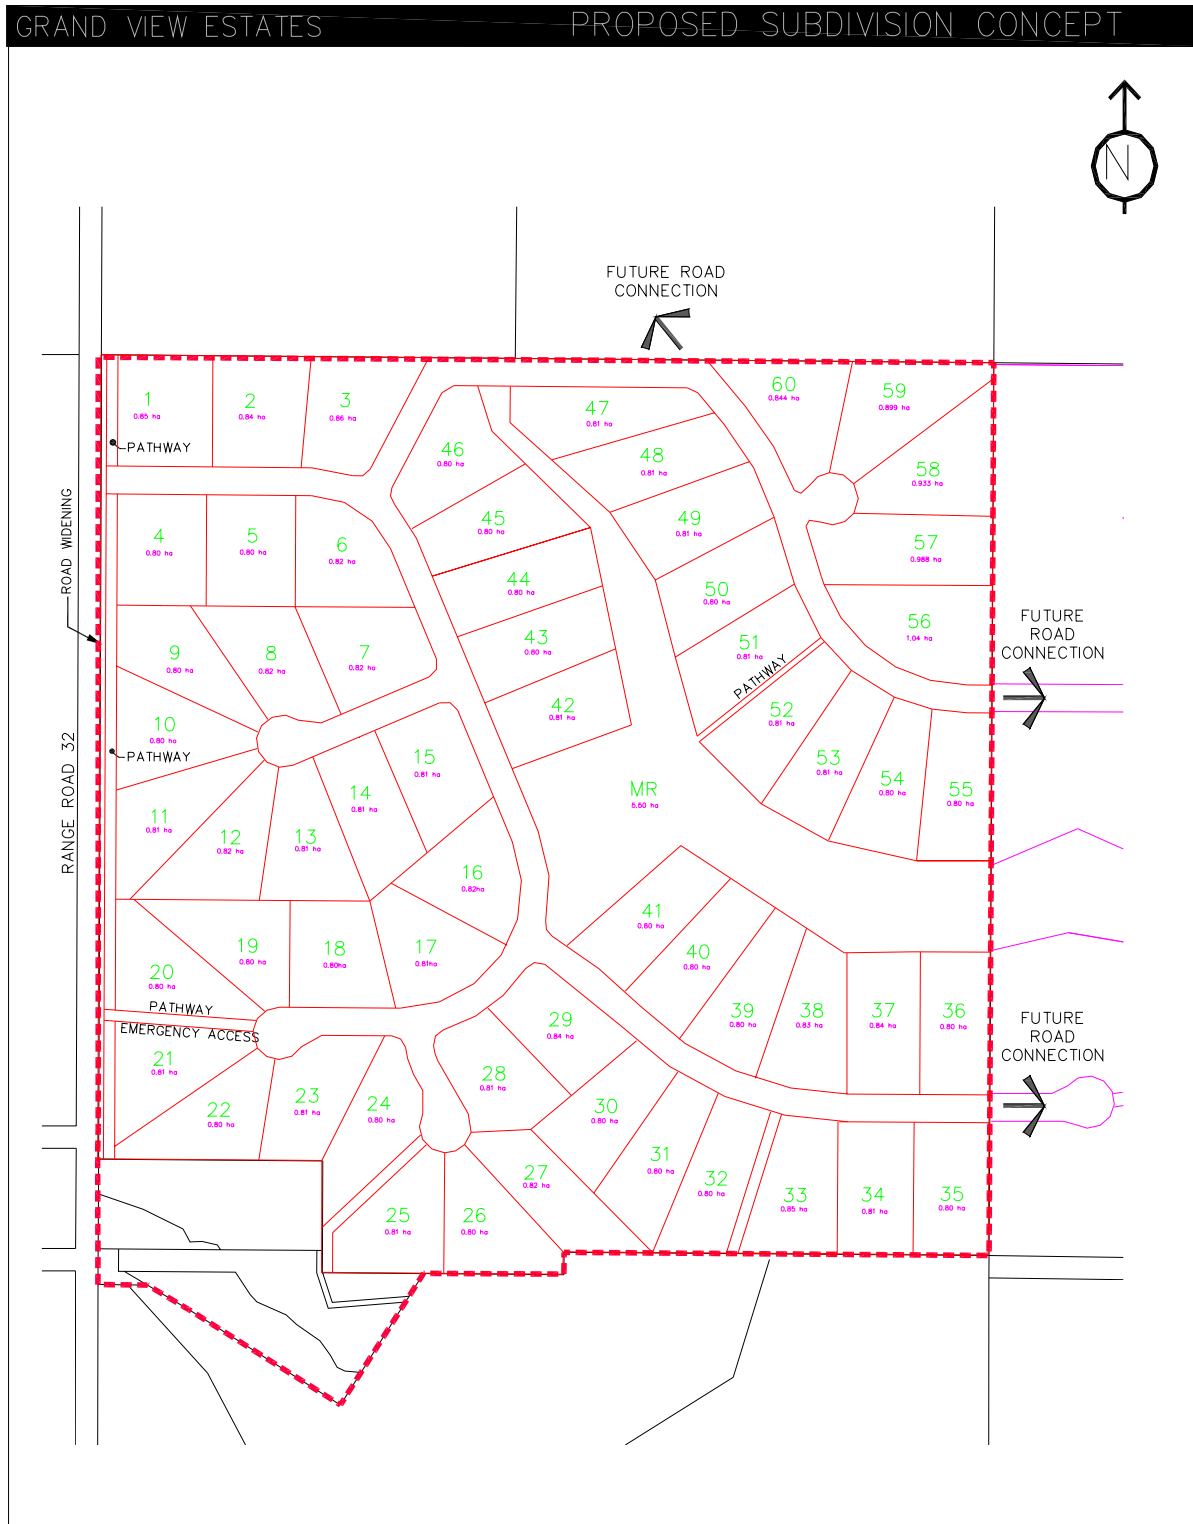 GRAND VIEW ESTATES
PROPOSED SUBDIVISION CONCEPT
N
FUTURE ROAD
CONNECTION
1
0.85 ha
2
0.84 ha
3
0.86 ha
PATHWAY
46
0.80 ha
47
0.81 ha
48
0.81 ha
60
0.844 ha
59
0.899 ha
58
0.933 ha
ROAD WIDENING
4
0.80 ha
5
0.80 ha
6
0.82 ha
45
0.80 ha
44
0.80 ha
49
0.81 ha
50
0.80 ha
57
0.988 ha
56
1.04 ha
FUTURE
ROAD
CONNECTION
9
0.80 ha
8
0.82 ha
7
0.82 ha
43
0.80 ha
51
0.81 ha
PATHWAY
10
0.80 ha
PATHWAY
42
0.81 ha
52
0.81 ha
RANGE ROAD 32
15
0.81 ha
14
0.81 ha
MR
5.50 ha
53
0.81 ha
54
0.80 ha
55
0.80 ha
11
0.81 ha
12
0.82 ha
13
0.81 ha
16
0.82ha
41
0.80 ha
19
0.80 ha
18
0.80ha
17
0.81ha
40
0.80 ha
20
0.80 ha
PATHWAY
EMERGENCY ACCESS
29
0.84 ha
39
0.80 ha
38
0.83 ha
37
0.84 ha
36
0.80 ha
FUTURE
ROAD
CONNECTION
21
0.81 ha
22
0.80 ha
23
0.81 ha
24
0.80 ha
28
0.81 ha
30
0.80 ha
31
0.80 ha
27
0.82 ha
32
0.80 ha
33
0.85 ha
34
0.81 ha
35
0.80 ha
25
0.81 ha
26
0.80 ha